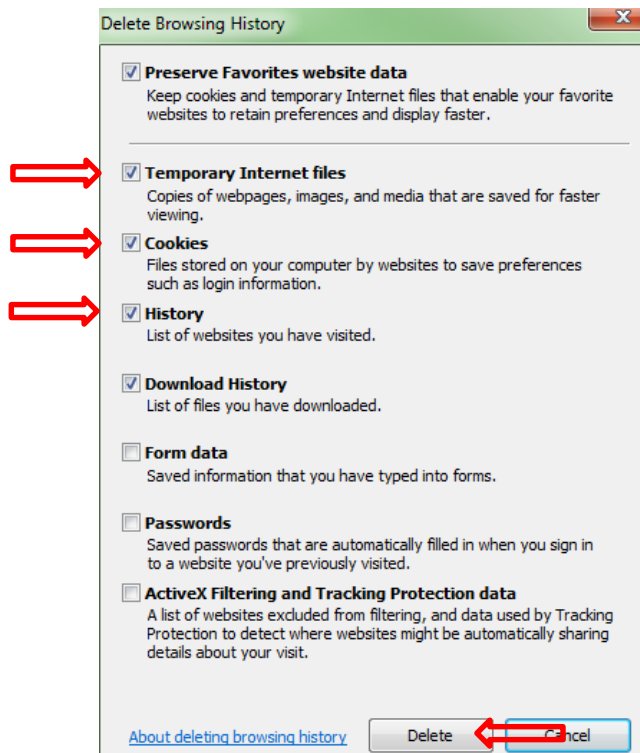 Delete Browsing History
Preserve Favorites website data
Keep cookies and temporary Internet files that enable your favorite
websites to retain preferences and display faster.
Temporary Internet files
Copies of webpages, images, and media that are saved for faster
viewing.
Cookies
Files stored on your computer by websites to save preferences
such as login information.
History
List of websites you have visited.
Download History
List of files you have downloaded.
Form data
Saved information that you have typed into forms.
Passwords
Saved passwords that are automatically filled in when you sign in
to a website you've previously visited.
ActiveX Filtering and Tracking Protection data
A list of websites excluded from filtering, and data used by Tracking
Protection to detect where websites might be automatically sharing
details about your visit.
About deleting browsing history Delete Cancel